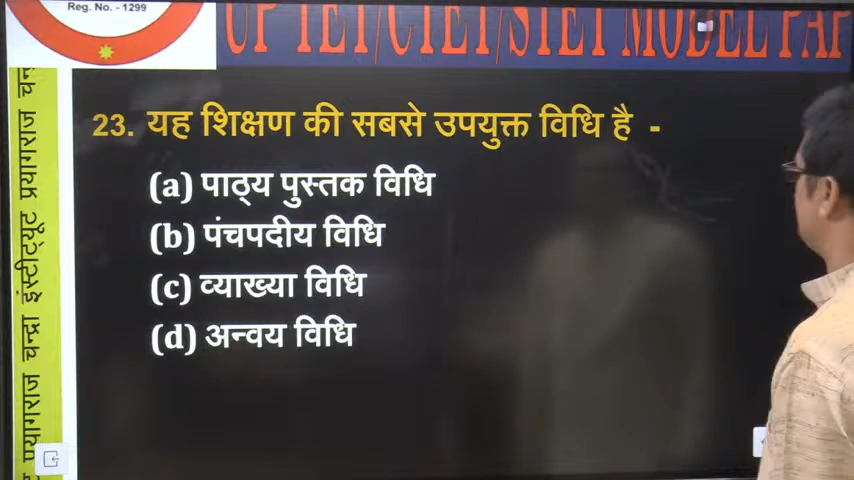 Reg. No. - 1299
UP TET/CTET/STET MODEL PAP
23. यह शिक्षण की सबसे उपयुक्त विधि है -
(a) पाठ्य पुस्तक विधि
(b) पंचपदीय विधि
(c) व्याख्या विधि
(d) अन्वय विधि
प्रयागराज चन्द्रा इंस्टीट्यूट प्रयागराज